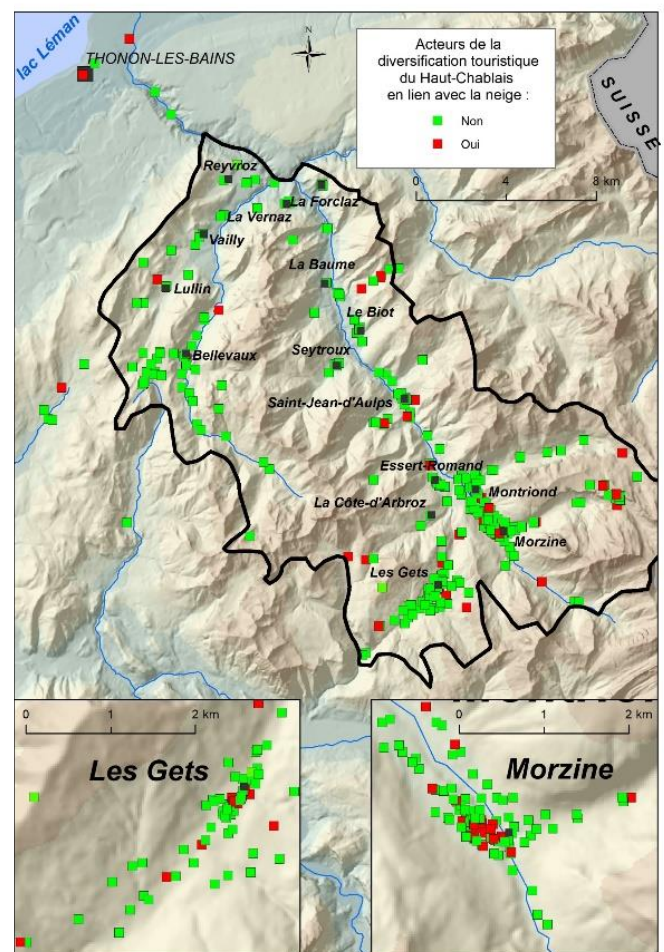 lac Léman
THONON-LES-BAINS
N
Acteurs de la
diversification touristique
du Haut-Chablais
en lien avec la neige :
Non
Oui
SUISSE
0 4 8 km
Reyvroz
La Forclaz
La Vernaz
Vailly
La Baume
Lullin
Le Biot
Bellevaux
Seytroux
Saint-Jean-d'Aulps
Essert-Romand
Montriond
La Côte-d'Arbroz
Morzine
Les Gets
0 2 km
Les Gets
0 1 2 km
Morzine